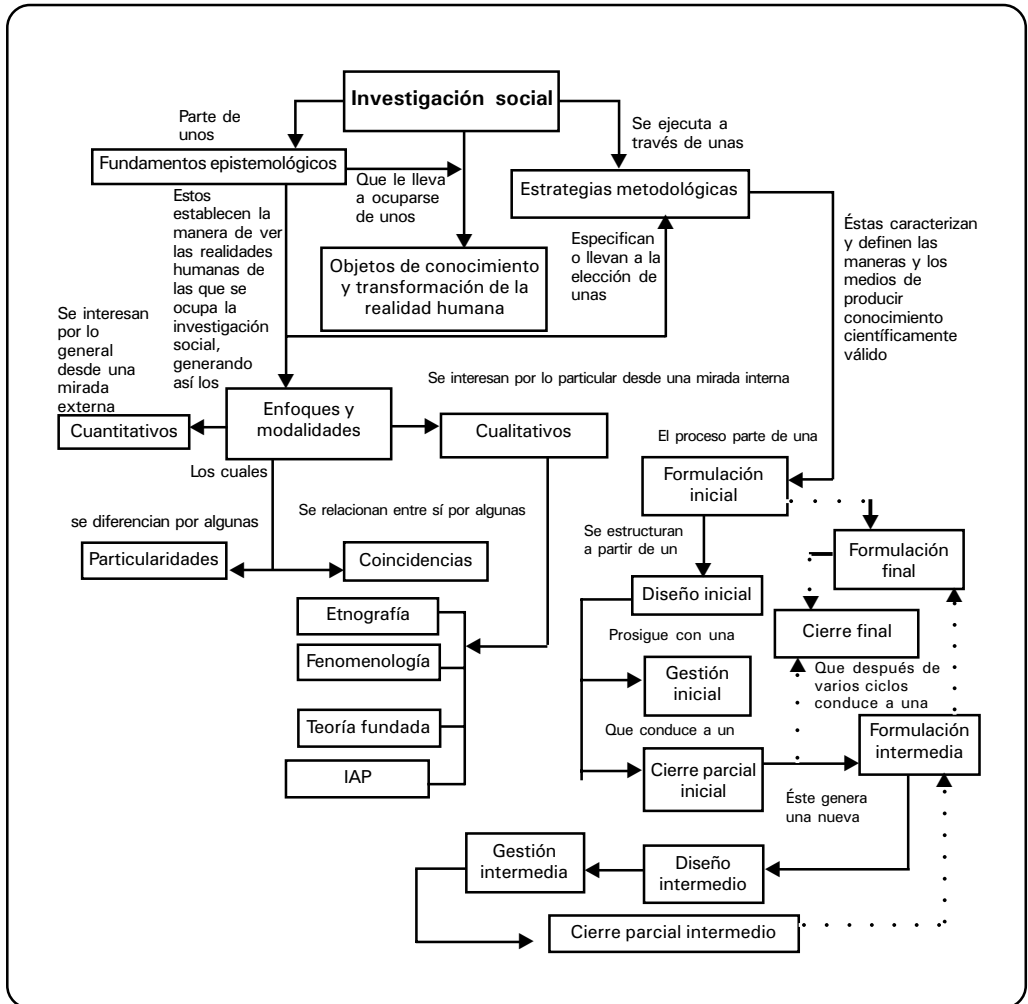 Investigación social
Parte de
unos
Se ejecuta a
través de unas
Fundamentos epistemológicos
Que le lleva
a ocuparse
de unos
Estrategias metodológicas
Estos
establecen la
manera de ver
las realidades
humanas de
las que se
ocupa la
investigación
social,
generando
así los
Objetos de conocimiento
y transformación de la
realidad humana
Especifican
o llevan a la
elección de
unas
Éstas caracterizan
y definen las
maneras y los
medios de
producir
conocimiento
científicamente
válido
Se interesan
por lo
general
desde una
mirada
externa
Se interesan por lo particular desde una mirada interna
Cuantitativos
Enfoques y
modalidades
Cualitativos
El proceso parte de una
Los cuales
Formulación
inicial
se diferencian por algunas
Se relacionan entre sí por algunas
Se estructuran
a partir de un
Particularidades
Coincidencias
Formulación
final
Diseño inicial
Etnografía
Fenomenología
Teoría fundada
IAP
Prosigue con una
Cierre final
Gestión
inicial
Que después de
varios ciclos
conduce a una
Que conduce a un
Formulación
intermedia
Cierre parcial
inicial
Éste genera
una nueva
Gestión
intermedia
Diseño
intermedio
Cierre parcial intermedio